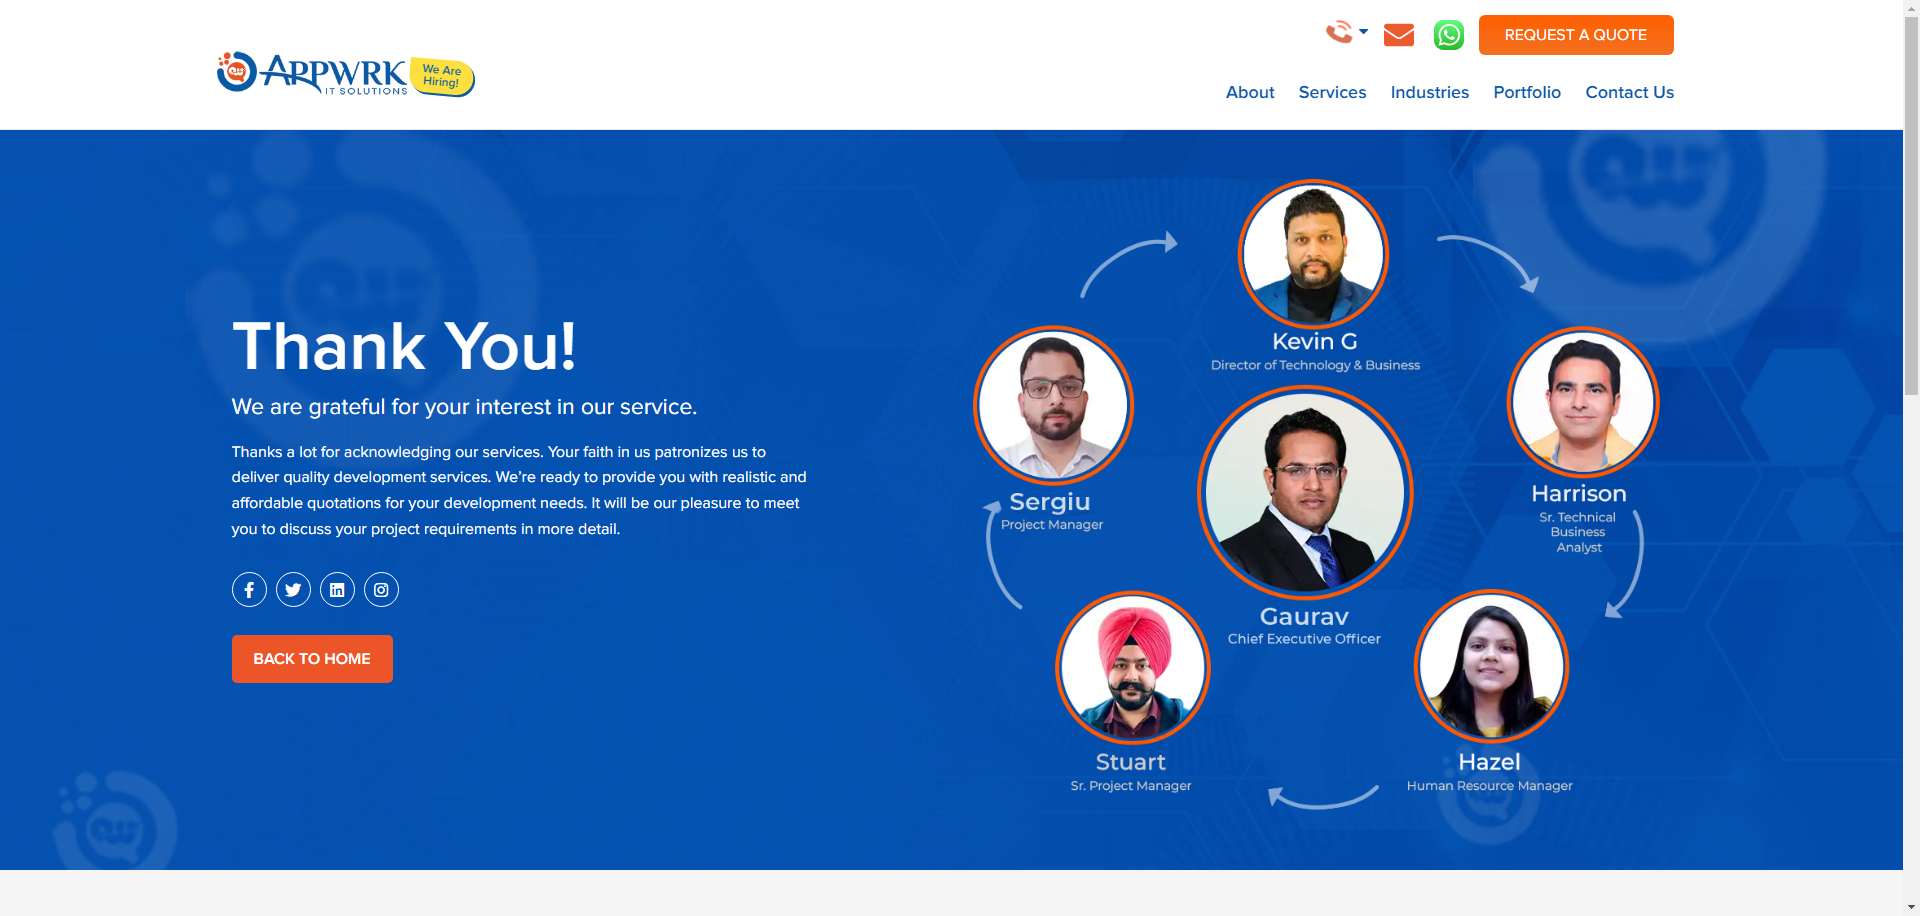 APPWRK
IT SOLUTIONS
We Are
Hiring!
REQUEST A QUOTE
About Services Industries Portfolio Contact Us
Thank You!
We are grateful for your interest in our service.
Thanks a lot for acknowledging our services. Your faith in us patronizes us to
deliver quality development services. We’re ready to provide you with realistic and
affordable quotations for your development needs. It will be our pleasure to meet
you to discuss your project requirements in more detail.
BACK TO HOME
Kevin G
Director of Technology & Business
Sergiu
Project Manager
Harrison
Sr. Technical
Business
Analyst
Gaurav
Chief Executive Officer
Stuart
Sr. Project Manager
Hazel
Human Resource Manager